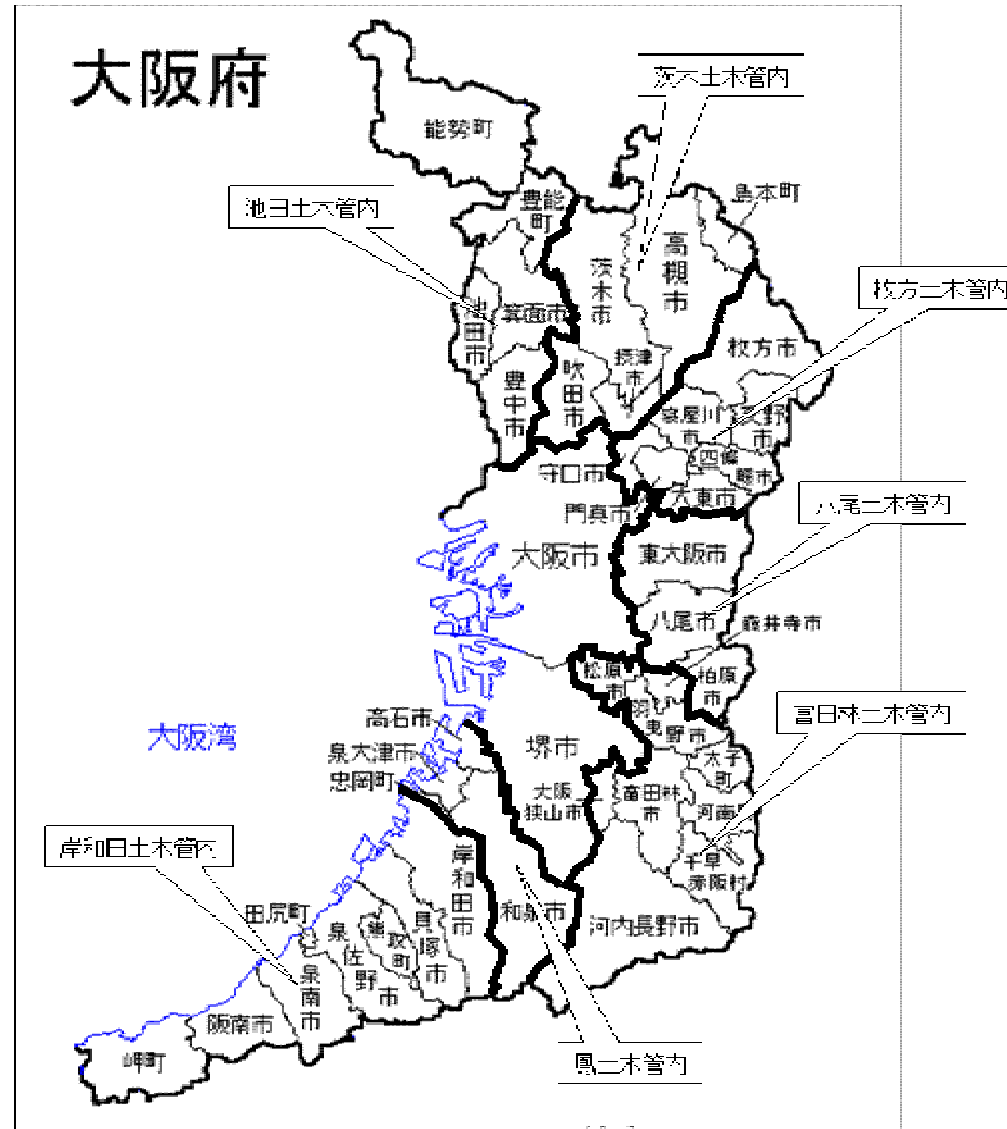 大阪府
茨木土木管内
能勢町
島本町
豊能
町
池田土木管内
高
槻
市
茨
木
市
枚方土木管内
池
田
市
箕面市
枚方市
摂津
市
吹
田
市
豊
中
市
寝屋川
市
交野
市
四條
畷市
守口市
大東市
門真市
八尾土木管内
大阪市
東大阪市
八尾市
藤井寺市
松原
市
柏原
市
羽
曳
野市
富田林土木管内
高石市
大阪湾
堺市
泉大津市
太子
町
忠岡町
大阪
狭山市
富田林
市
河南町
岸和田土木管内
岸
和
田
市
千早
赤阪村
和泉市
田尻町
河内長野市
貝
塚
市
熊
取
町
泉
佐
野
市
泉
南
市
阪南市
岬町
鳳土木管内